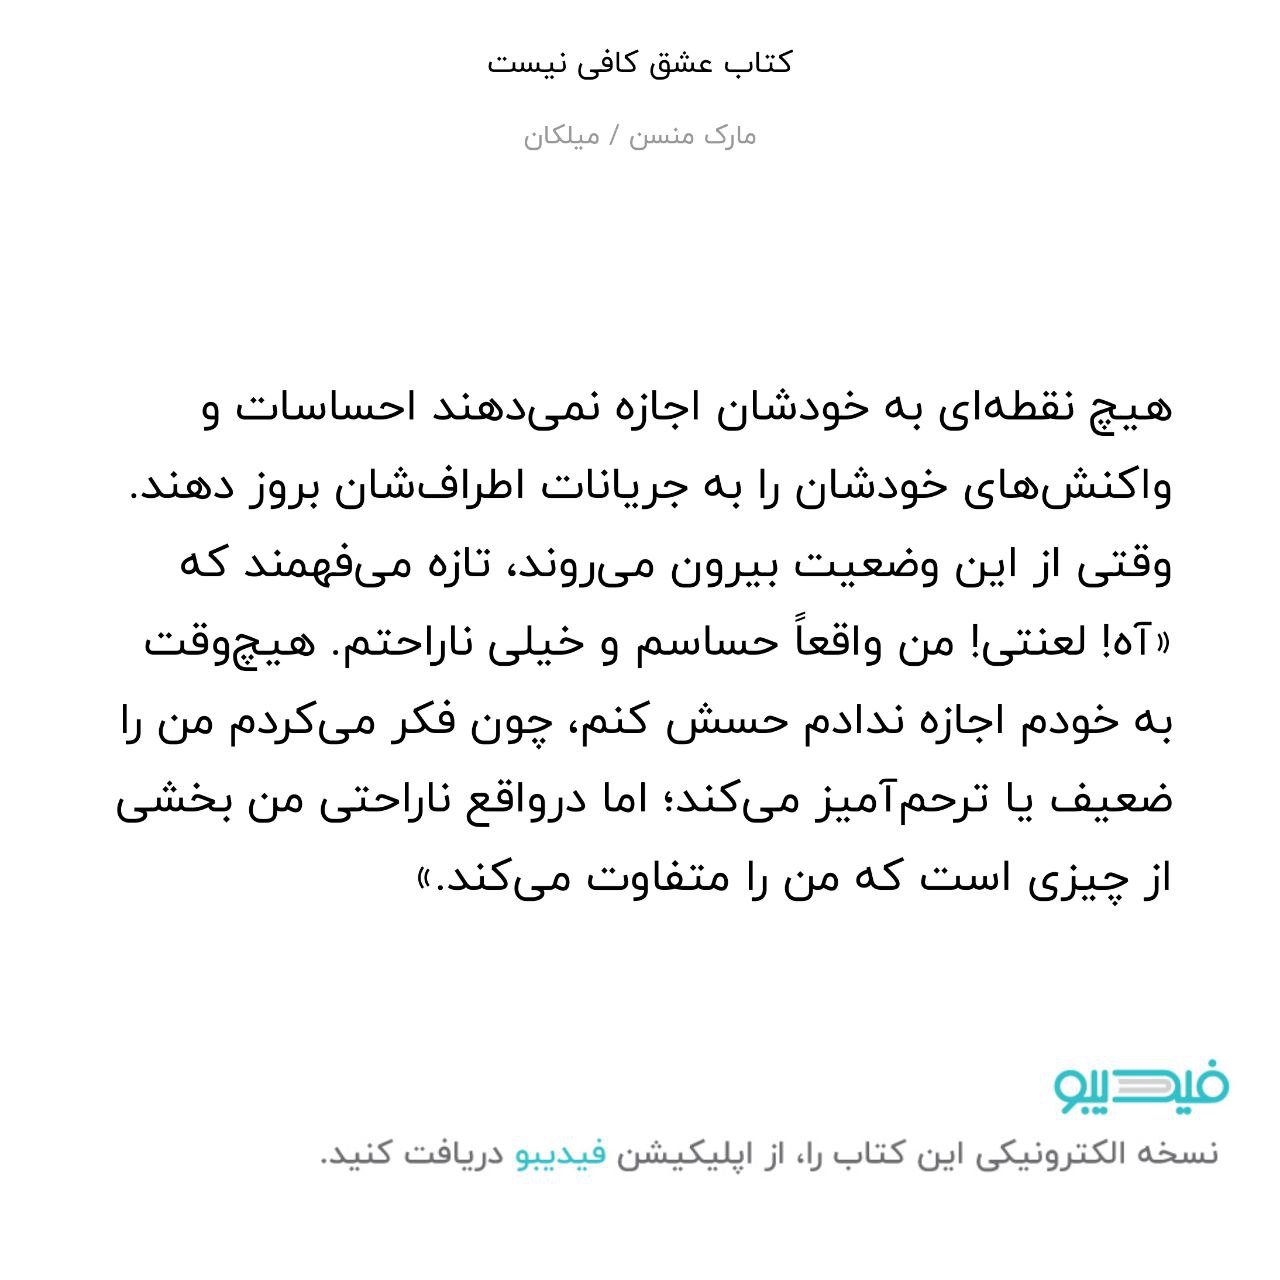 کتاب عشق کافی نیست
مارک منسن / میلکان
هیچ نقطه‌ای به خودشان اجازه نمی‌دهند احساسات و
واکنش‌های خودشان را به جریانات اطراف‌شان بروز دهند.
وقتی از این وضعیت بیرون می‌روند، تازه می‌فهمند که
«آه! لعنتی! من واقعاً حساسم و خیلی ناراحتم. هیچ‌وقت
به خودم اجازه ندادم حسش کنم، چون فکر می‌کردم من را
ضعیف یا ترحم‌آمیز می‌کند؛ اما درواقع ناراحتی من بخشی
از چیزی است که من را متفاوت می‌کند.»
فیدیبو
نسخه الکترونیکی این کتاب را، از اپلیکیشن فیدیبو دریافت کنید.